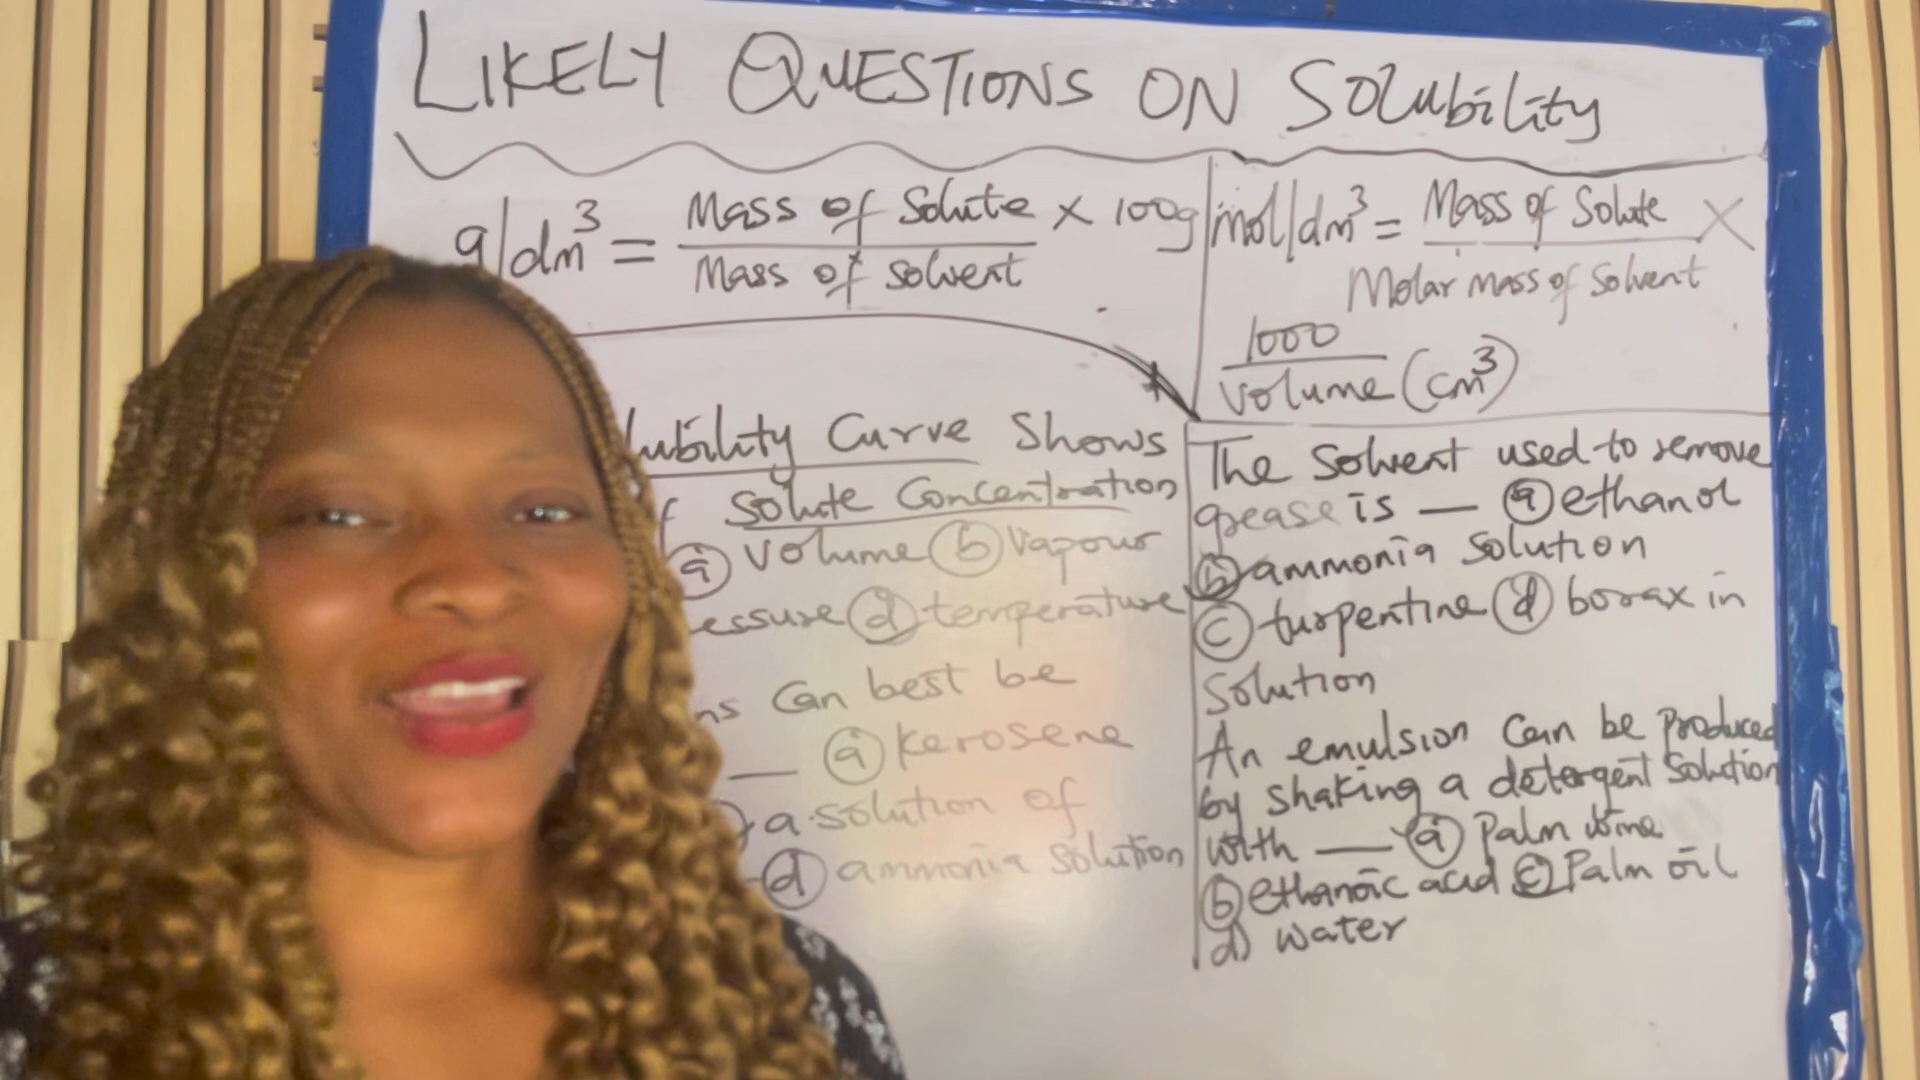 LIKELY QUESTIONS ON Solubility
g/dm³ = Mass of Solute / Mass of solvent × 100g
mol/dm³ = Mass of Solute / Molar mass of Solvent ×
1000 / Volume (cm³)
lubility Curve Shows
f Solute Concentration
ⓐ Volume ⓑ Vapour
essure ⓓ temperature
ns Can best be
___ ⓐ Kerosene
a solution of
ⓓ ammonia solution
The Solvent used to remove
grease is — ⓐ ethanol
ⓑ ammonia solution
ⓒ turpentine ⓓ borax in
Solution
An emulsion Can be Produced
by shaking a detergent Solution
with — ⓐ Palm wine
ⓑ ethanoic acid ⓒ Palm oil
d) water